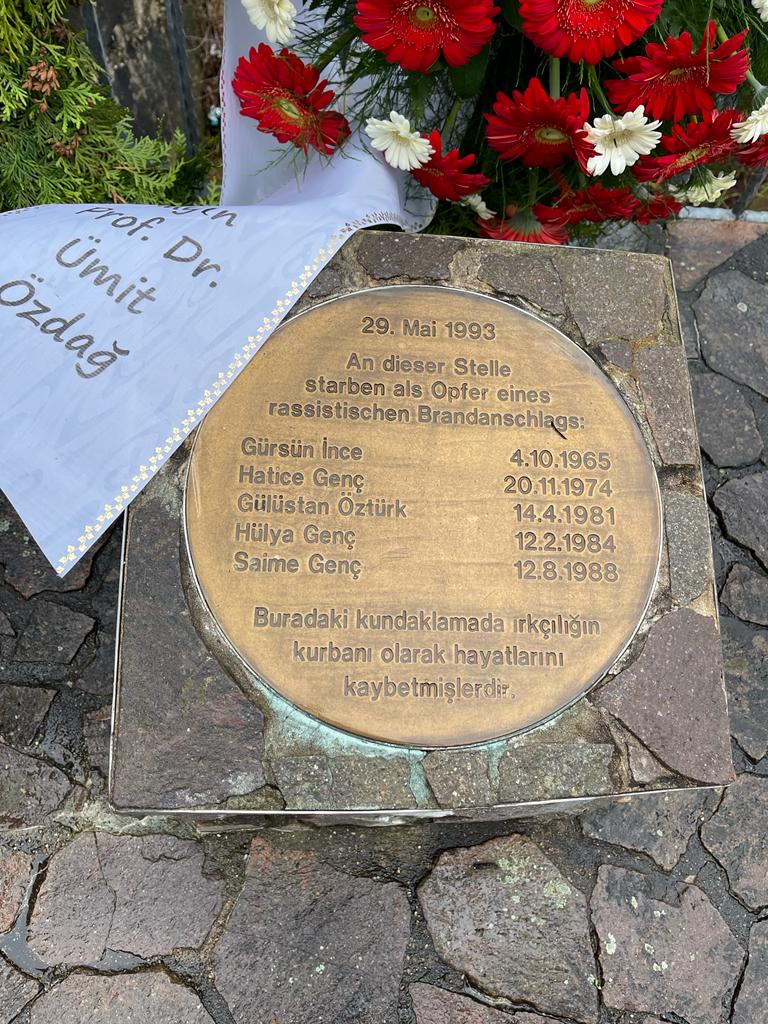 Prof. Dr.
Ümit
Özdağ
29. Mai 1993
An dieser Stelle
starben als Opfer eines
rassistischen Brandanschlags:
Gürsün İnce 4.10.1965
Hatice Genç 20.11.1974
Gülüstan Öztürk 14.4.1981
Hülya Genç 12.2.1984
Saime Genç 12.8.1988
Buradaki kundaklamada ırkçılığın
kurbanı olarak hayatlarını
kaybetmişlerdir.